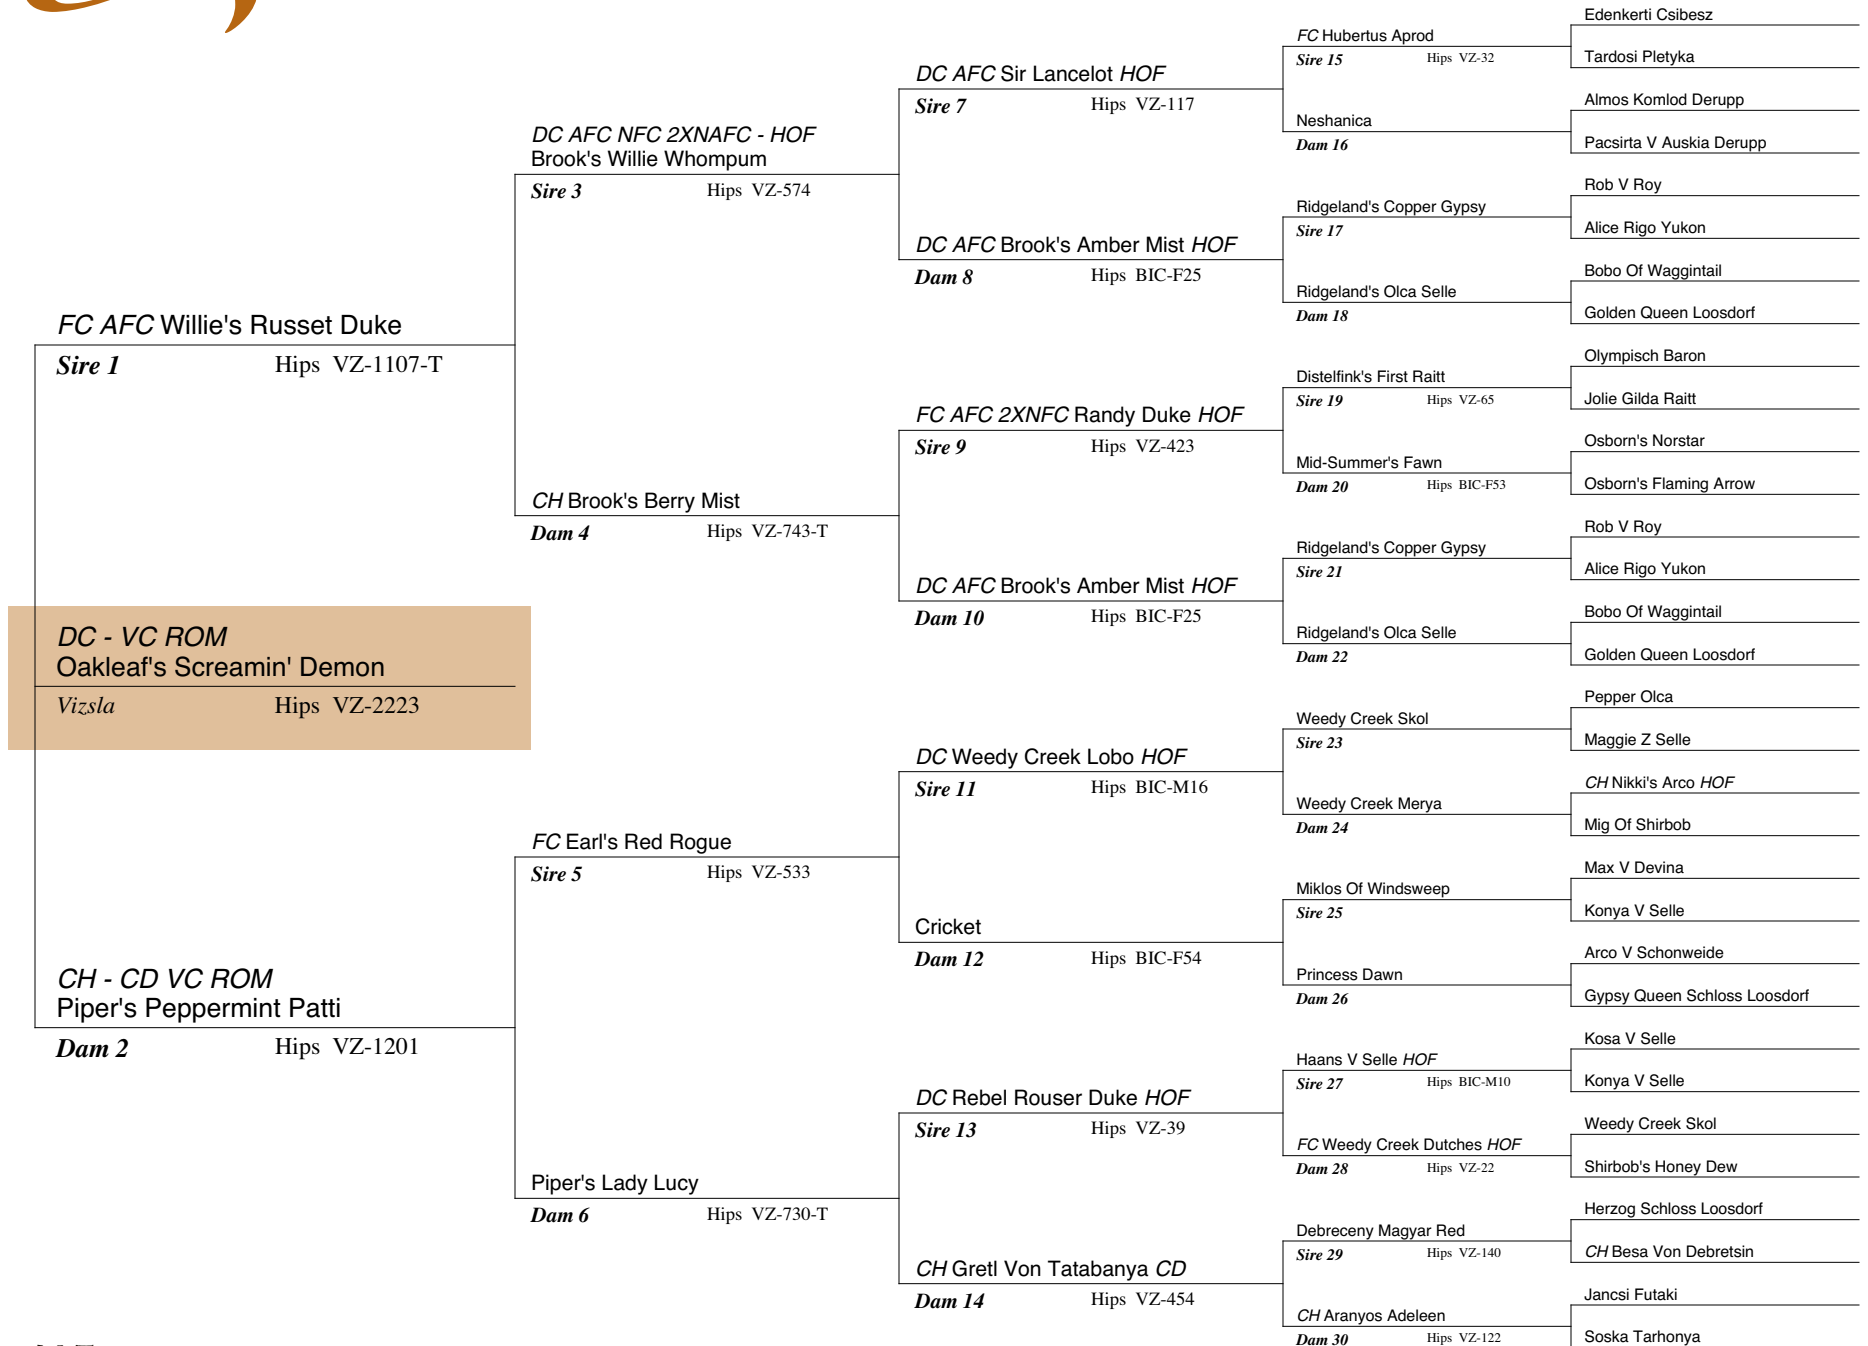 FC AFC Willie's Russet Duke
Sire 1 Hips VZ-1107-T
DC - VC ROM
Oakleaf's Screamin' Demon
Vizsla Hips VZ-2223
CH - CD VC ROM
Piper's Peppermint Patti
Dam 2 Hips VZ-1201
DC AFC NFC 2XNAFC - HOF
Brook's Willie Whompum
Sire 3 Hips VZ-574
CH Brook's Berry Mist
Dam 4 Hips VZ-743-T
FC Earl's Red Rogue
Sire 5 Hips VZ-533
Piper's Lady Lucy
Dam 6 Hips VZ-730-T
DC AFC Sir Lancelot HOF
Sire 7 Hips VZ-117
DC AFC Brook's Amber Mist HOF
Dam 8 Hips BIC-F25
FC AFC 2XNFC Randy Duke HOF
Sire 9 Hips VZ-423
DC AFC Brook's Amber Mist HOF
Dam 10 Hips BIC-F25
DC Weedy Creek Lobo HOF
Sire 11 Hips BIC-M16
Cricket
Dam 12 Hips BIC-F54
DC Rebel Rouser Duke HOF
Sire 13 Hips VZ-39
CH Gretl Von Tatabanya CD
Dam 14 Hips VZ-454
FC Hubertus Aprod
Sire 15 Hips VZ-32
Neshanica
Dam 16
Ridgeland's Copper Gypsy
Sire 17
Ridgeland's Olca Selle
Dam 18
Distelfink's First Raitt
Sire 19 Hips VZ-65
Mid-Summer's Fawn
Dam 20 Hips BIC-F53
Ridgeland's Copper Gypsy
Sire 21
Ridgeland's Olca Selle
Dam 22
Weedy Creek Skol
Sire 23
Weedy Creek Merya
Dam 24
Miklos Of Windsweep
Sire 25
Princess Dawn
Dam 26
Haans V Selle HOF
Sire 27 Hips BIC-M10
FC Weedy Creek Dutches HOF
Dam 28 Hips VZ-22
Debreceny Magyar Red
Sire 29 Hips VZ-140
CH Aranyos Adeleen
Dam 30 Hips VZ-122
Edenkerti Csibesz
Tardosi Pletyka
Almos Komlod Derupp
Pacsirta V Auskia Derupp
Rob V Roy
Alice Rigo Yukon
Bobo Of Waggintail
Golden Queen Loosdorf
Olympisch Baron
Jolie Gilda Raitt
Osborn's Norstar
Osborn's Flaming Arrow
Rob V Roy
Alice Rigo Yukon
Bobo Of Waggintail
Golden Queen Loosdorf
Pepper Olca
Maggie Z Selle
CH Nikki's Arco HOF
Mig Of Shirbob
Max V Devina
Konya V Selle
Arco V Schonweide
Gypsy Queen Schloss Loosdorf
Kosa V Selle
Konya V Selle
Weedy Creek Skol
Shirbob's Honey Dew
Herzog Schloss Loosdorf
CH Besa Von Debretsin
Jancsi Futaki
Soska Tarhonya